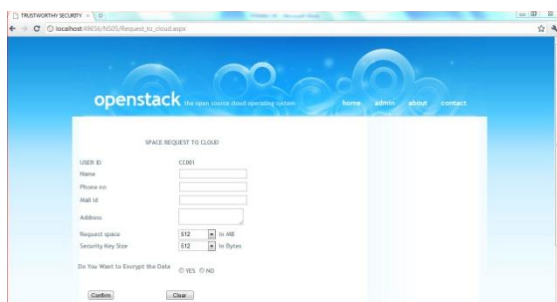 TRUSTWORTHY SECURITY
localhost:49656/NS05/Request_to_cloud.aspx
openstack the open source cloud operating system
home admin about contact
SPACE REQUEST TO CLOUD
USER ID CC001
Name
Phone no
Mail Id
Address
Request space 512 In MB
Security Key Size 512 In Bytes
Do You Want to Encrypt the Data YES NO
Confirm Clear